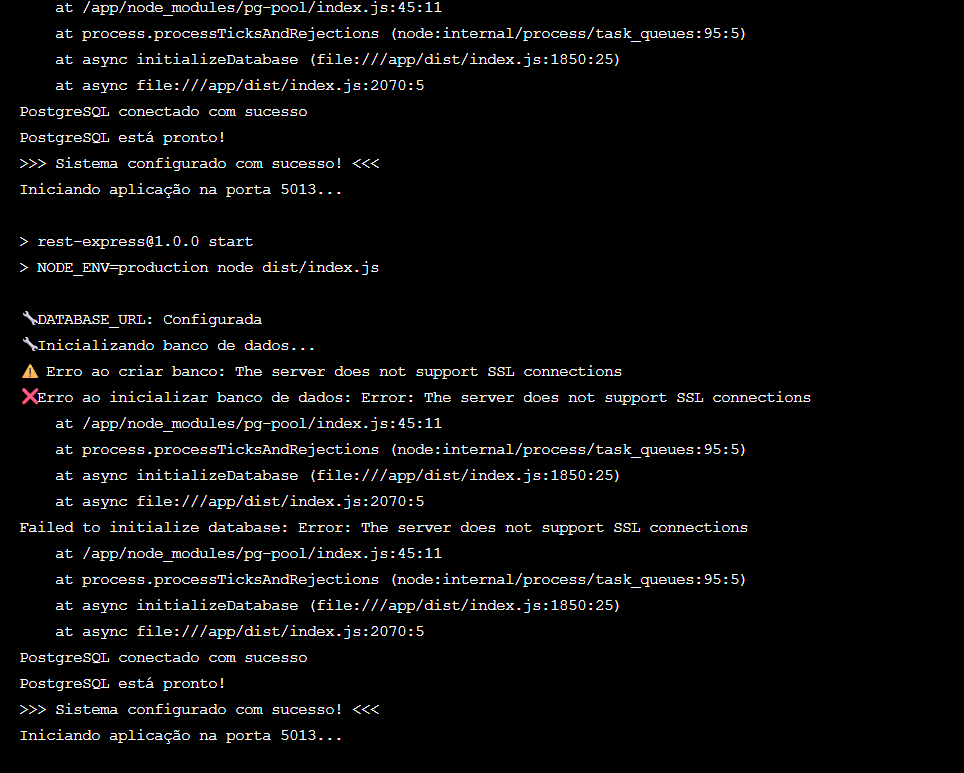 at /app/node_modules/pg-pool/index.js:45:11
at process.processTicksAndRejections (node:internal/process/task_queues:95:5)
at async initializeDatabase (file:///app/dist/index.js:1850:25)
at async file:///app/dist/index.js:2070:5
PostgreSQL conectado com sucesso
PostgreSQL está pronto!
>>> Sistema configurado com sucesso! <<<
Iniciando aplicação na porta 5013...
> rest-express@1.0.0 start
> NODE_ENV=production node dist/index.js
🔧DATABASE_URL: Configurada
🔧Inicializando banco de dados...
⚠️ Erro ao criar banco: The server does not support SSL connections
❌Erro ao inicializar banco de dados: Error: The server does not support SSL connections
at /app/node_modules/pg-pool/index.js:45:11
at process.processTicksAndRejections (node:internal/process/task_queues:95:5)
at async initializeDatabase (file:///app/dist/index.js:1850:25)
at async file:///app/dist/index.js:2070:5
Failed to initialize database: Error: The server does not support SSL connections
at /app/node_modules/pg-pool/index.js:45:11
at process.processTicksAndRejections (node:internal/process/task_queues:95:5)
at async initializeDatabase (file:///app/dist/index.js:1850:25)
at async file:///app/dist/index.js:2070:5
PostgreSQL conectado com sucesso
PostgreSQL está pronto!
>>> Sistema configurado com sucesso! <<<
Iniciando aplicação na porta 5013...